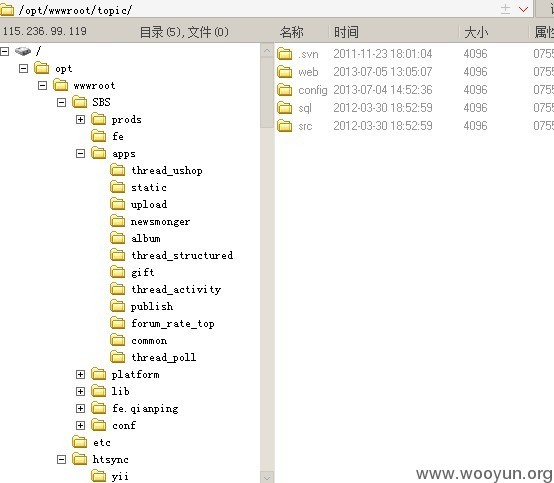 /opt/wwwroot/topic/
115.236.99.119 目录(5),文件(0)
/
opt
wwwroot
SBS
prods
fe
apps
thread_ushop
static
upload
newsmonger
album
thread_structured
gift
thread_activity
publish
forum_rate_top
common
thread_poll
platform
lib
fe.qianping
conf
etc
htsync
yii
名称 时间 大小 属性
.svn 2011-11-23 18:01:04 4096 0755
web 2013-07-05 13:05:07 4096 0755
config 2013-07-04 14:52:36 4096 0755
sql 2012-03-30 18:52:59 4096 0755
src 2012-03-30 18:52:59 4096 0755
www.wooyun.org